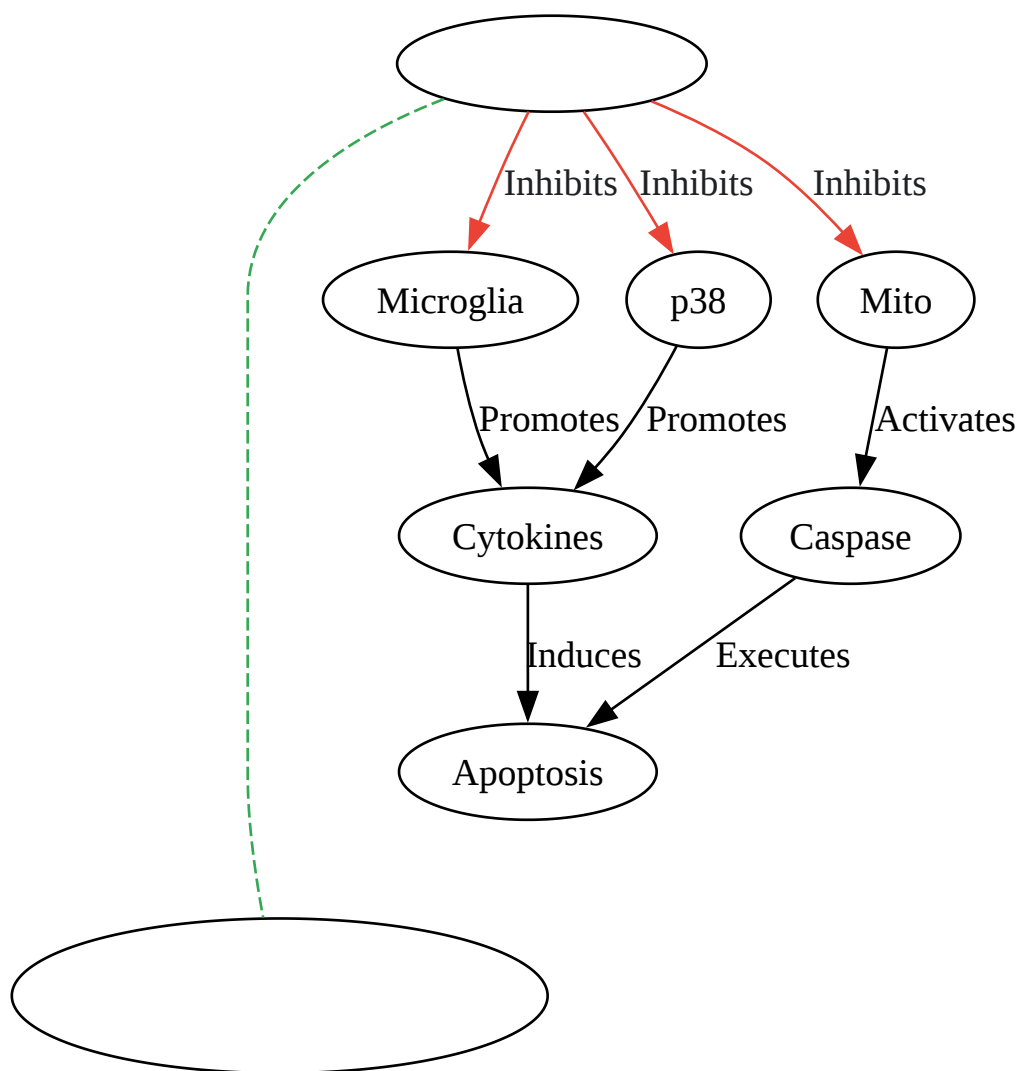 Inhibits Inhibits Inhibits
Microglia p38 Mito
Promotes Promotes Activates
Cytokines Caspase
Induces Executes
Apoptosis